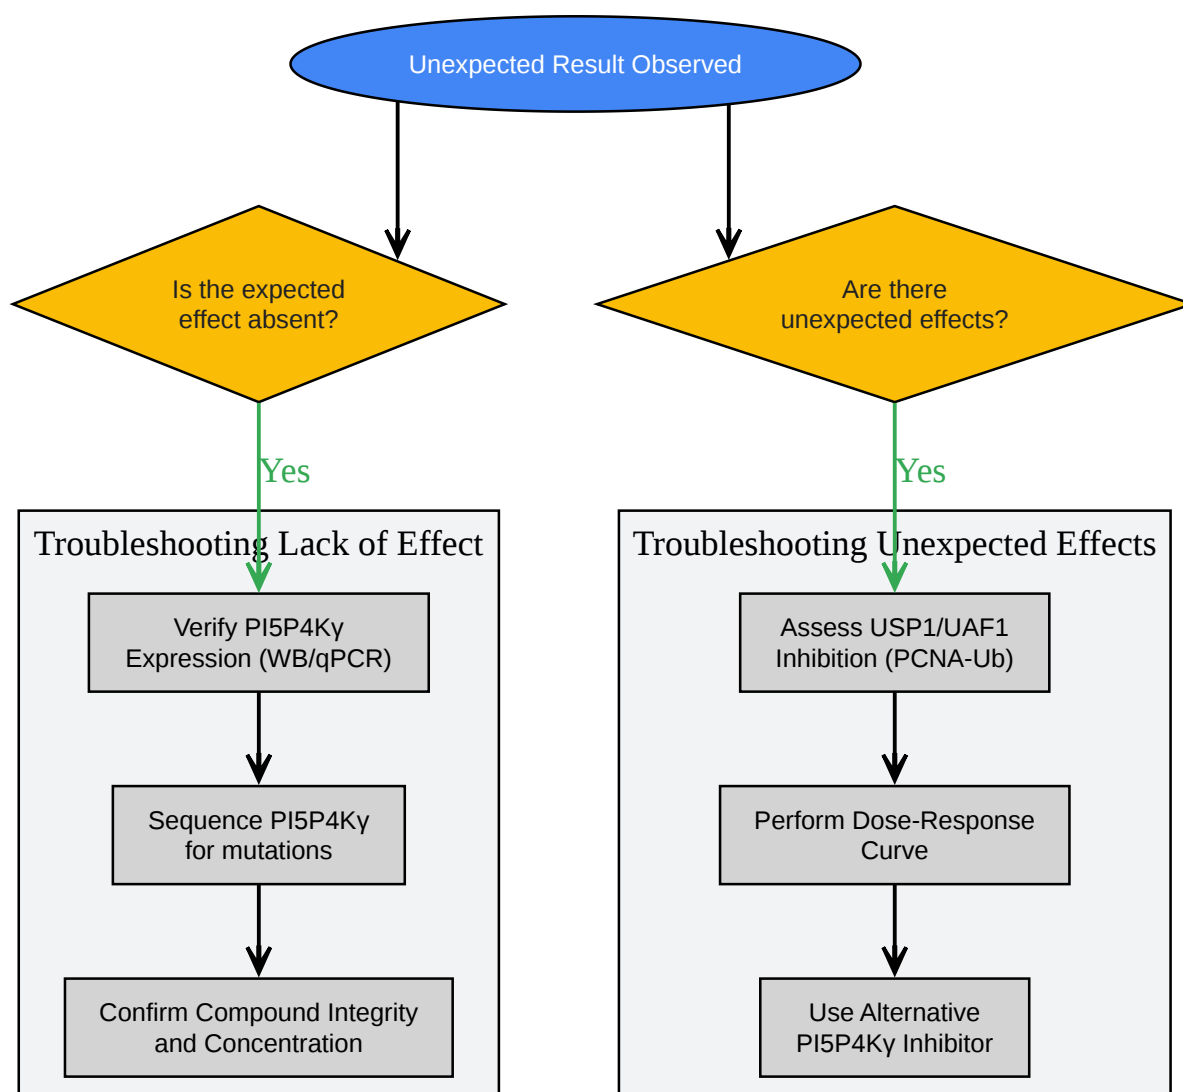 Unexpected Result Observed
Is the expected
effect absent?
Are there
unexpected effects?
Yes
Yes
Troubleshooting Lack of Effect
Verify PI5P4Kγ
Expression (WB/qPCR)
Sequence PI5P4Kγ
for mutations
Confirm Compound Integrity
and Concentration
Troubleshooting Unexpected Effects
Assess USP1/UAF1
Inhibition (PCNA-Ub)
Perform Dose-Response
Curve
Use Alternative
PI5P4Kγ Inhibitor